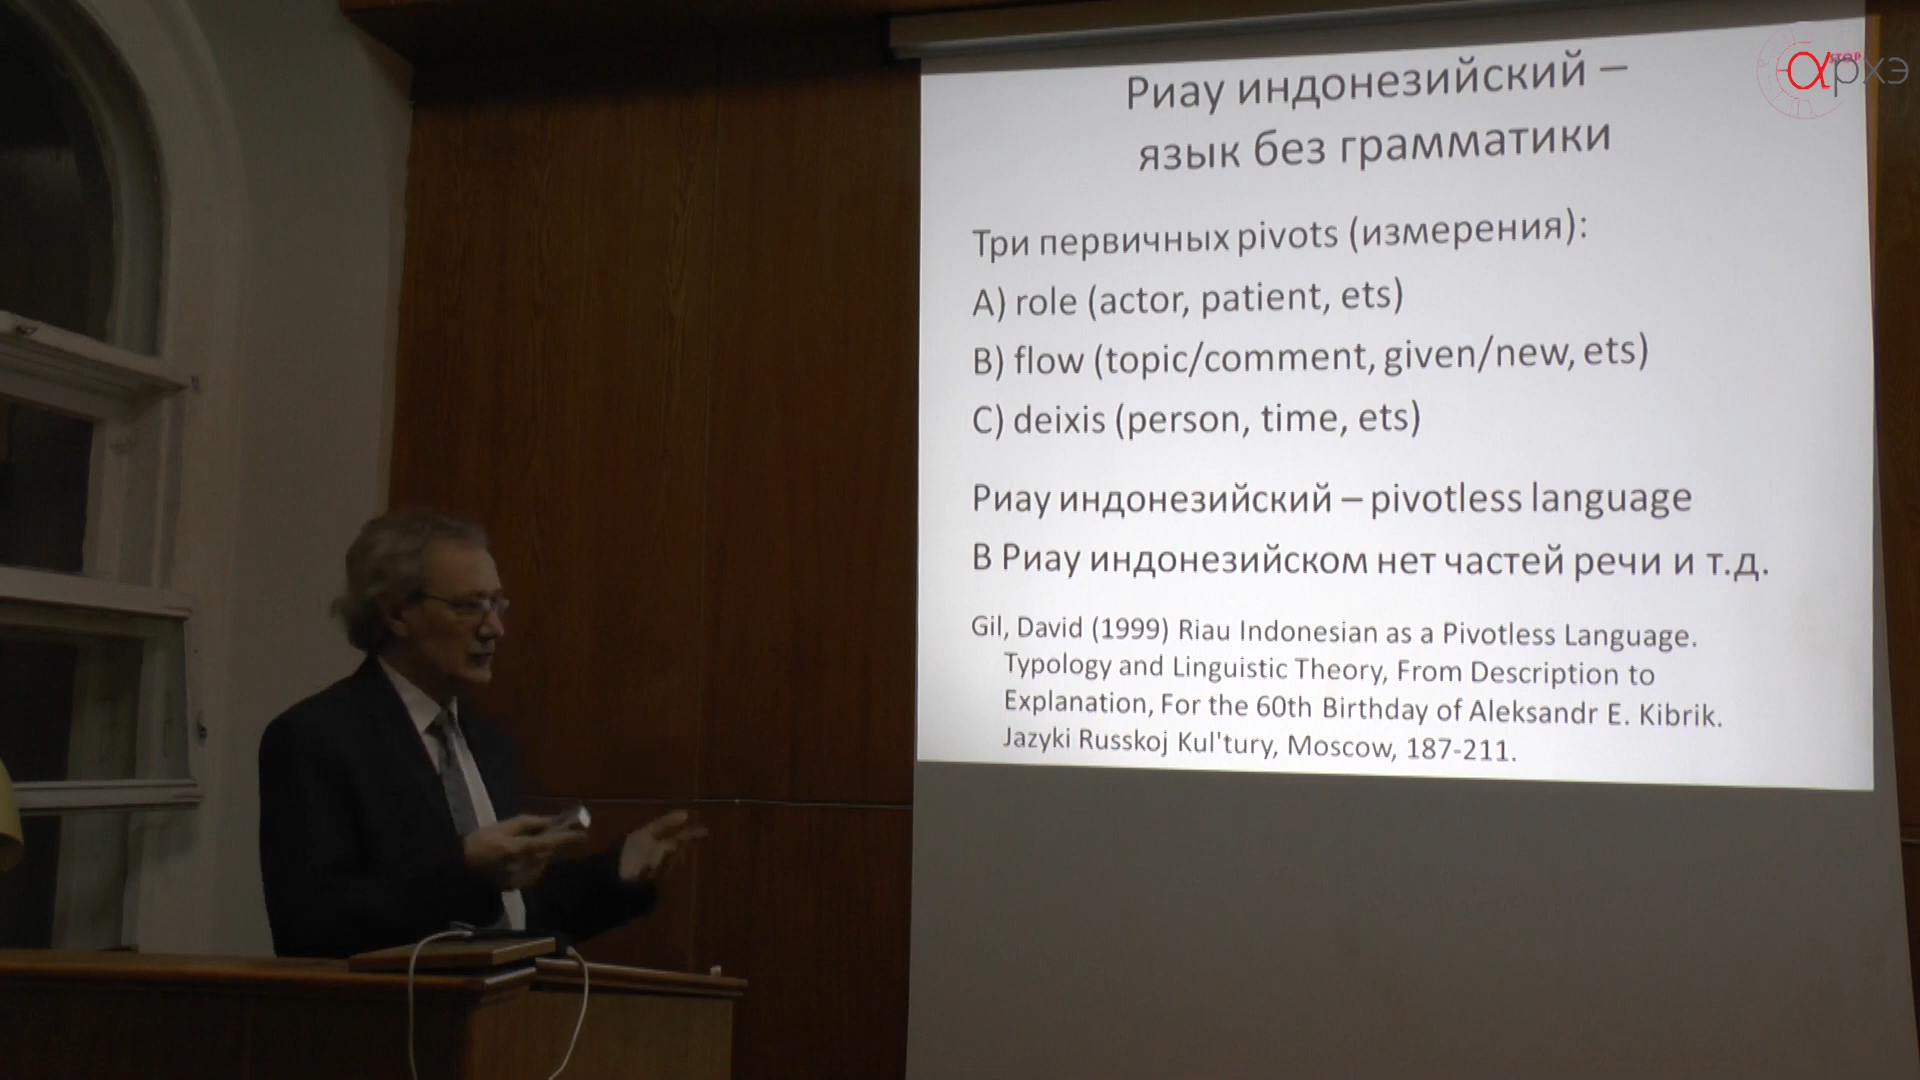 Риау индонезийский –
язык без грамматики
Три первичных pivots (измерения):
A) role (actor, patient, ets)
B) flow (topic/comment, given/new, ets)
C) deixis (person, time, ets)
Риау индонезийский – pivotless language
В Риау индонезийском нет частей речи и т.д.
Gil, David (1999) Riau Indonesian as a Pivotless Language.
Typology and Linguistic Theory, From Description to
Explanation, For the 60th Birthday of Aleksandr E. Kibrik.
Jazyki Russkoj Kul'tury, Moscow, 187-211.
αρхэ
STOP